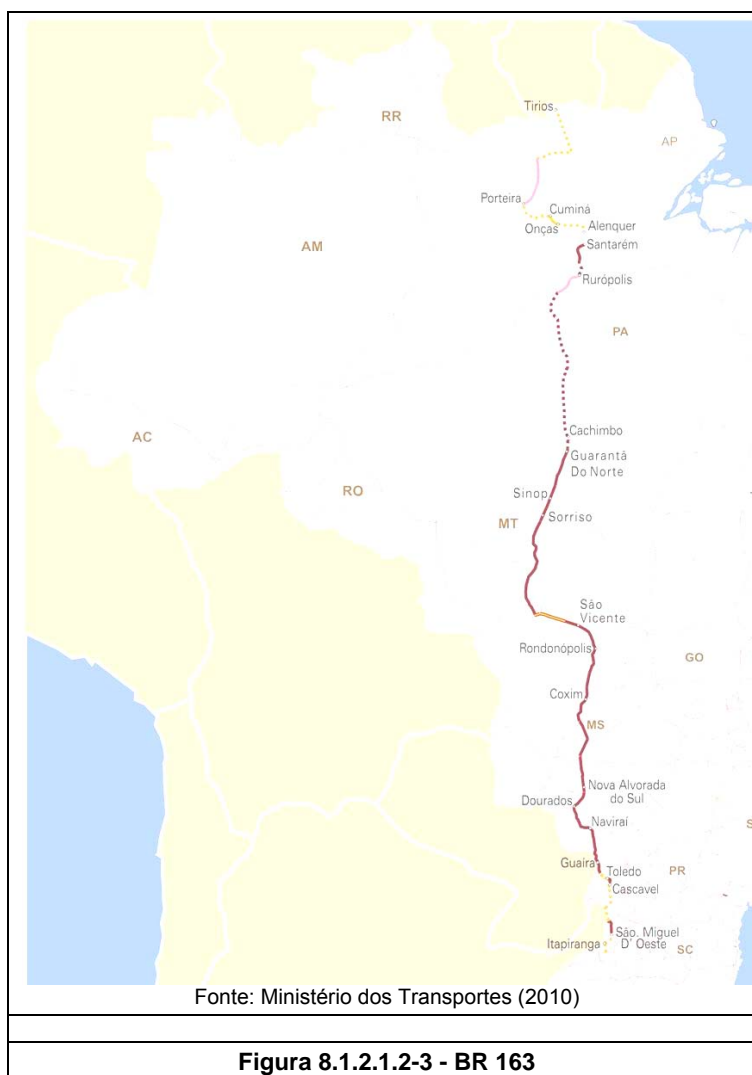 Tirios
RR
AP
Porteira
Cuminá
Onças
Alenquer
AM
Santarém
Rurópolis
PA
Cachimbo
AC
Guarantã
Do Norte
RO
Sinop
Sorriso
MT
São
Vicente
Rondonópolis
GO
Coxim
MS
Nova Alvorada
do Sul
Dourados
Naviraí
S
Guaíra
Toledo
PR
Cascavel
São. Miguel
D' Oeste
Itapiranga
SC
Fonte: Ministério dos Transportes (2010)
Figura 8.1.2.1.2-3 - BR 163